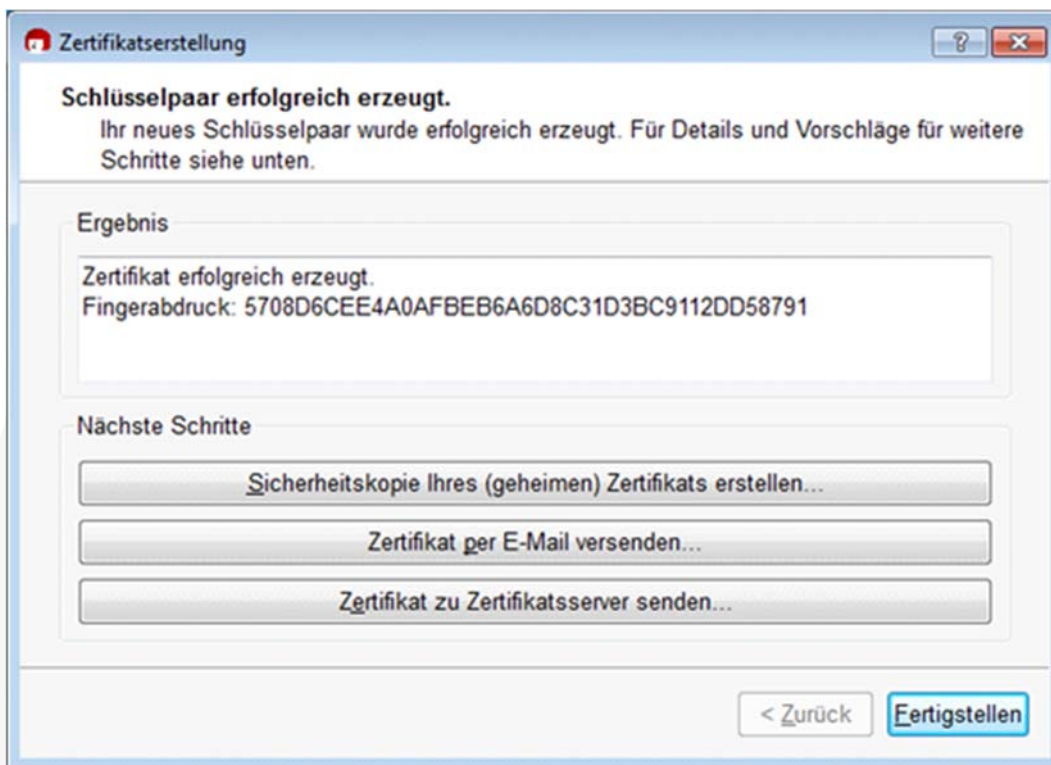 Zertifikatserstellung
Schlüsselpaar erfolgreich erzeugt.
Ihr neues Schlüsselpaar wurde erfolgreich erzeugt. Für Details und Vorschläge für weitere
Schritte siehe unten.
Ergebnis
Zertifikat erfolgreich erzeugt.
Fingerabdruck: 5708D6CEE4A0AFBEB6A6D8C31D3BC9112DD58791
Nächste Schritte
Sicherheitskopie Ihres (geheimen) Zertifikats erstellen...
Zertifikat per E-Mail versenden...
Zertifikat zu Zertifikatsserver senden...
< Zurück
Fertigstellen